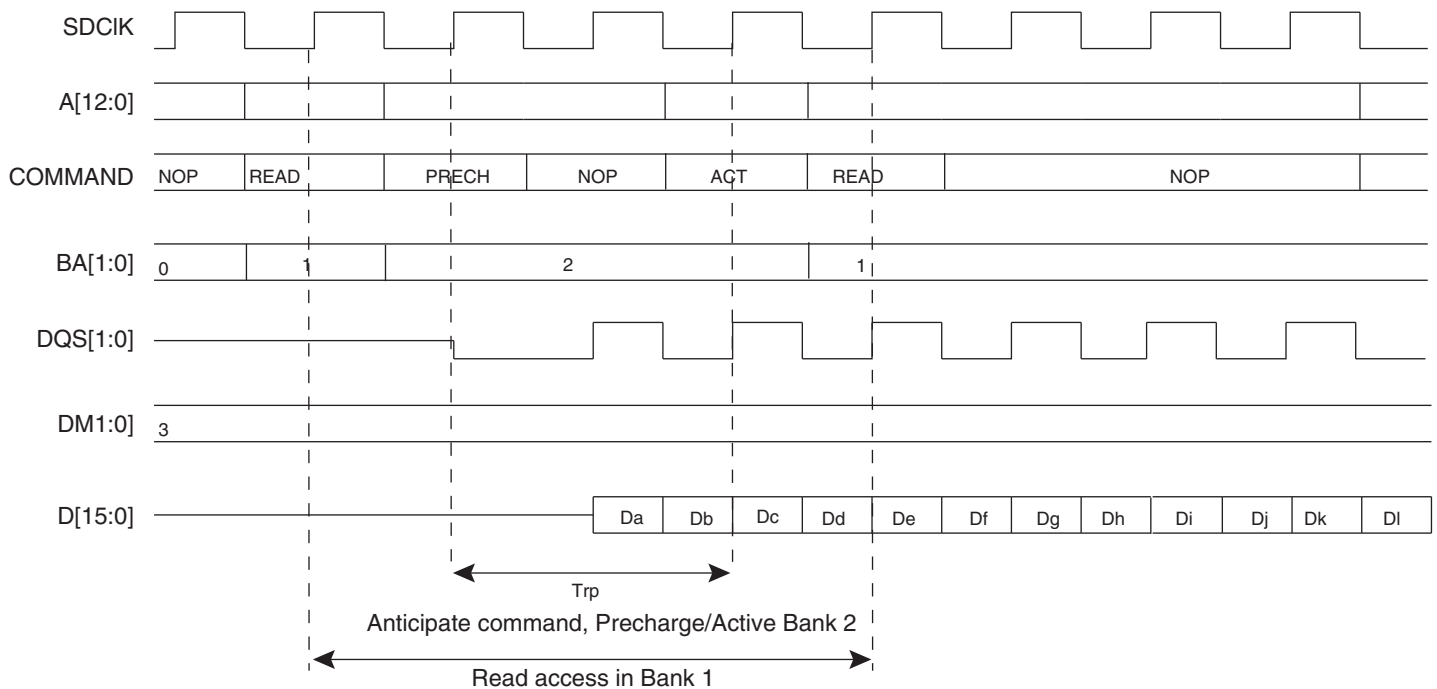 SDCIK
A[12:0]
COMMAND NOP READ PRECH NOP ACT READ NOP
BA[1:0] 0 1 2 1
DQS[1:0]
DM1:0] 3
D[15:0] Da Db Dc Dd De Df Dg Dh Di Dj Dk Dl
Trp
Anticipate command, Precharge/Active Bank 2
Read access in Bank 1